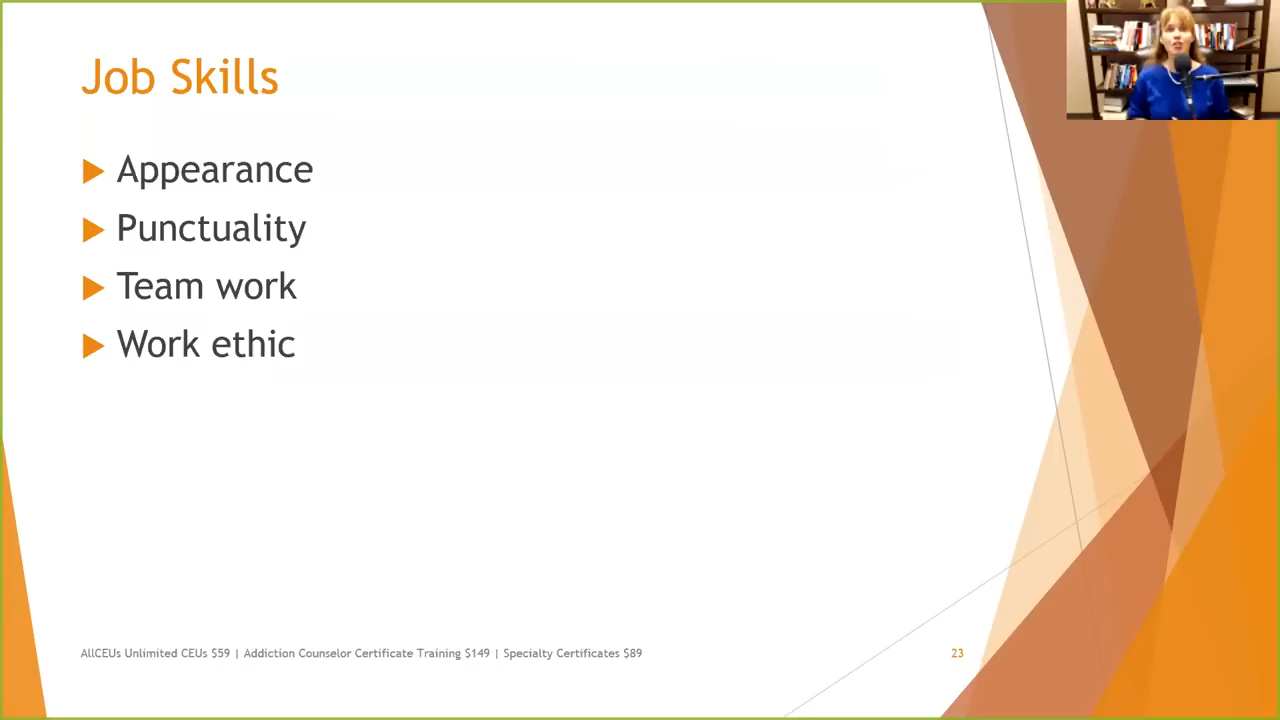 Job Skills
Appearance
Punctuality
Team work
Work ethic
AllCEUs Unlimited CEUs $59 | Addiction Counselor Certificate Training $149 | Specialty Certificates $89
23